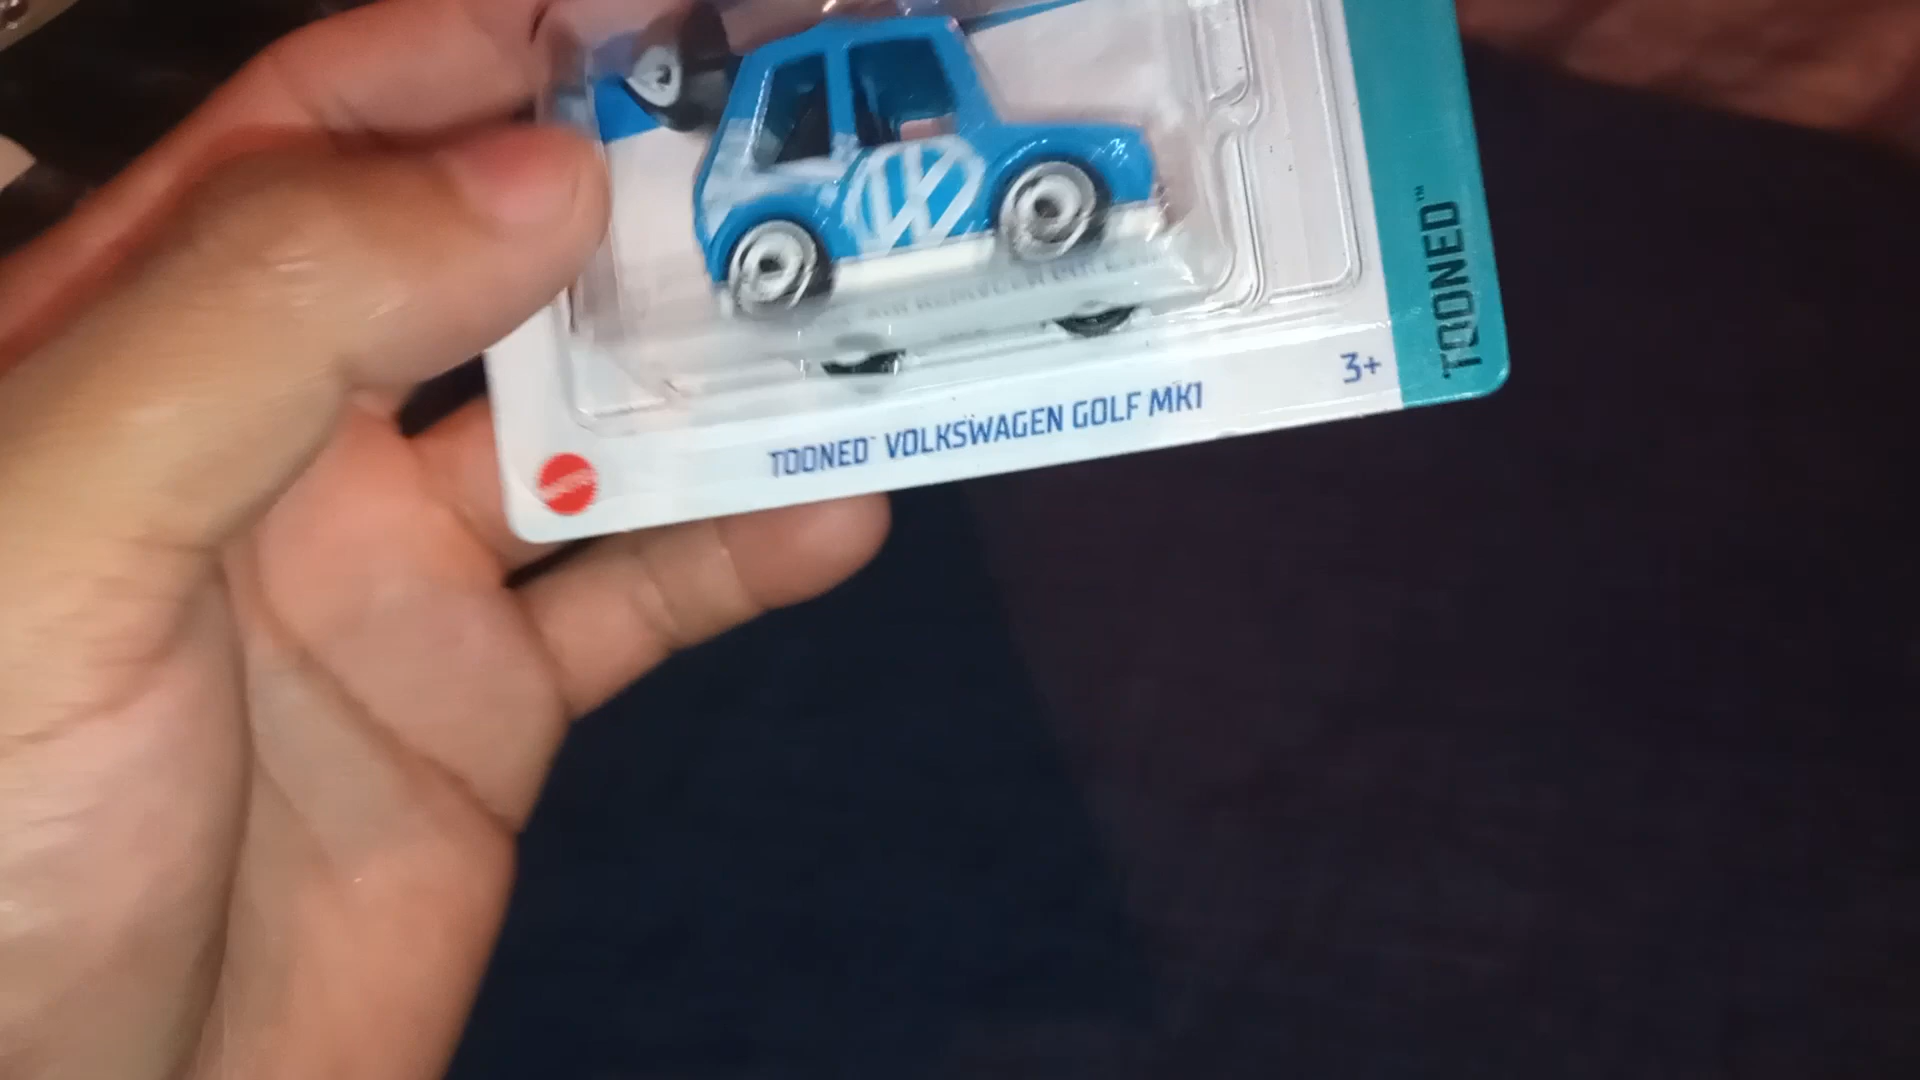 TOONED™ VOLKSWAGEN GOLF MK1
3+
TOONED™